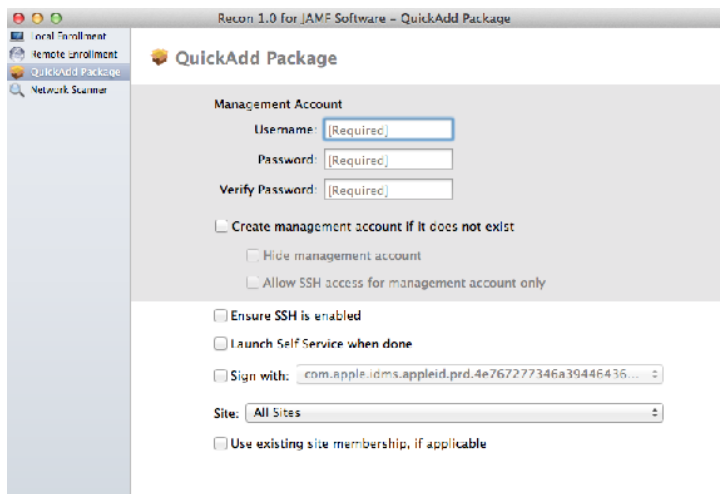 Recon 1.0 for JAMF Software – QuickAdd Package
Local Enrollment
Remote Enrollment
QuickAdd Package
Network Scanner
QuickAdd Package
Management Account
Username: [Required]
Password: [Required]
Verify Password: [Required]
Create management account if it does not exist
Hide management account
Allow SSH access for management account only
Ensure SSH is enabled
Launch Self Service when done
Sign with: com.apple.idms.appleid.prd.4e767277346a39446436...
Site: All Sites
Use existing site membership, if applicable